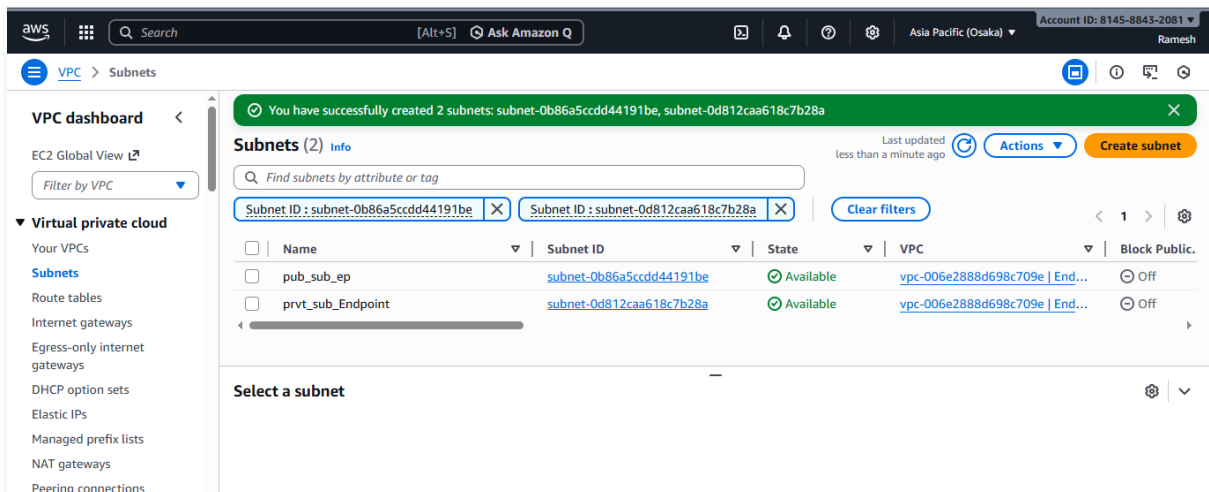 aws
Search [Alt+S] Ask Amazon Q Asia Pacific (Osaka) ▼ Account ID: 8145-8843-2081 ▼
Ramesh
VPC > Subnets
VPC dashboard
EC2 Global View
Filter by VPC
Virtual private cloud
Your VPCs
Subnets
Route tables
Internet gateways
Egress-only internet
gateways
DHCP option sets
Elastic IPs
Managed prefix lists
NAT gateways
Peering connections
You have successfully created 2 subnets: subnet-0b86a5ccdd44191be, subnet-0d812caa618c7b28a
Subnets (2) Info
Last updated
less than a minute ago
Actions ▼
Create subnet
Find subnets by attribute or tag
Subnet ID : subnet-0b86a5ccdd44191be
Subnet ID : subnet-0d812caa618c7b28a
Clear filters
1
Name Subnet ID State VPC Block Public.
pub_sub_ep subnet-0b86a5ccdd44191be Available vpc-006e2888d698c709e | End... Off
prvt_sub_Endpoint subnet-0d812caa618c7b28a Available vpc-006e2888d698c709e | End... Off
Select a subnet